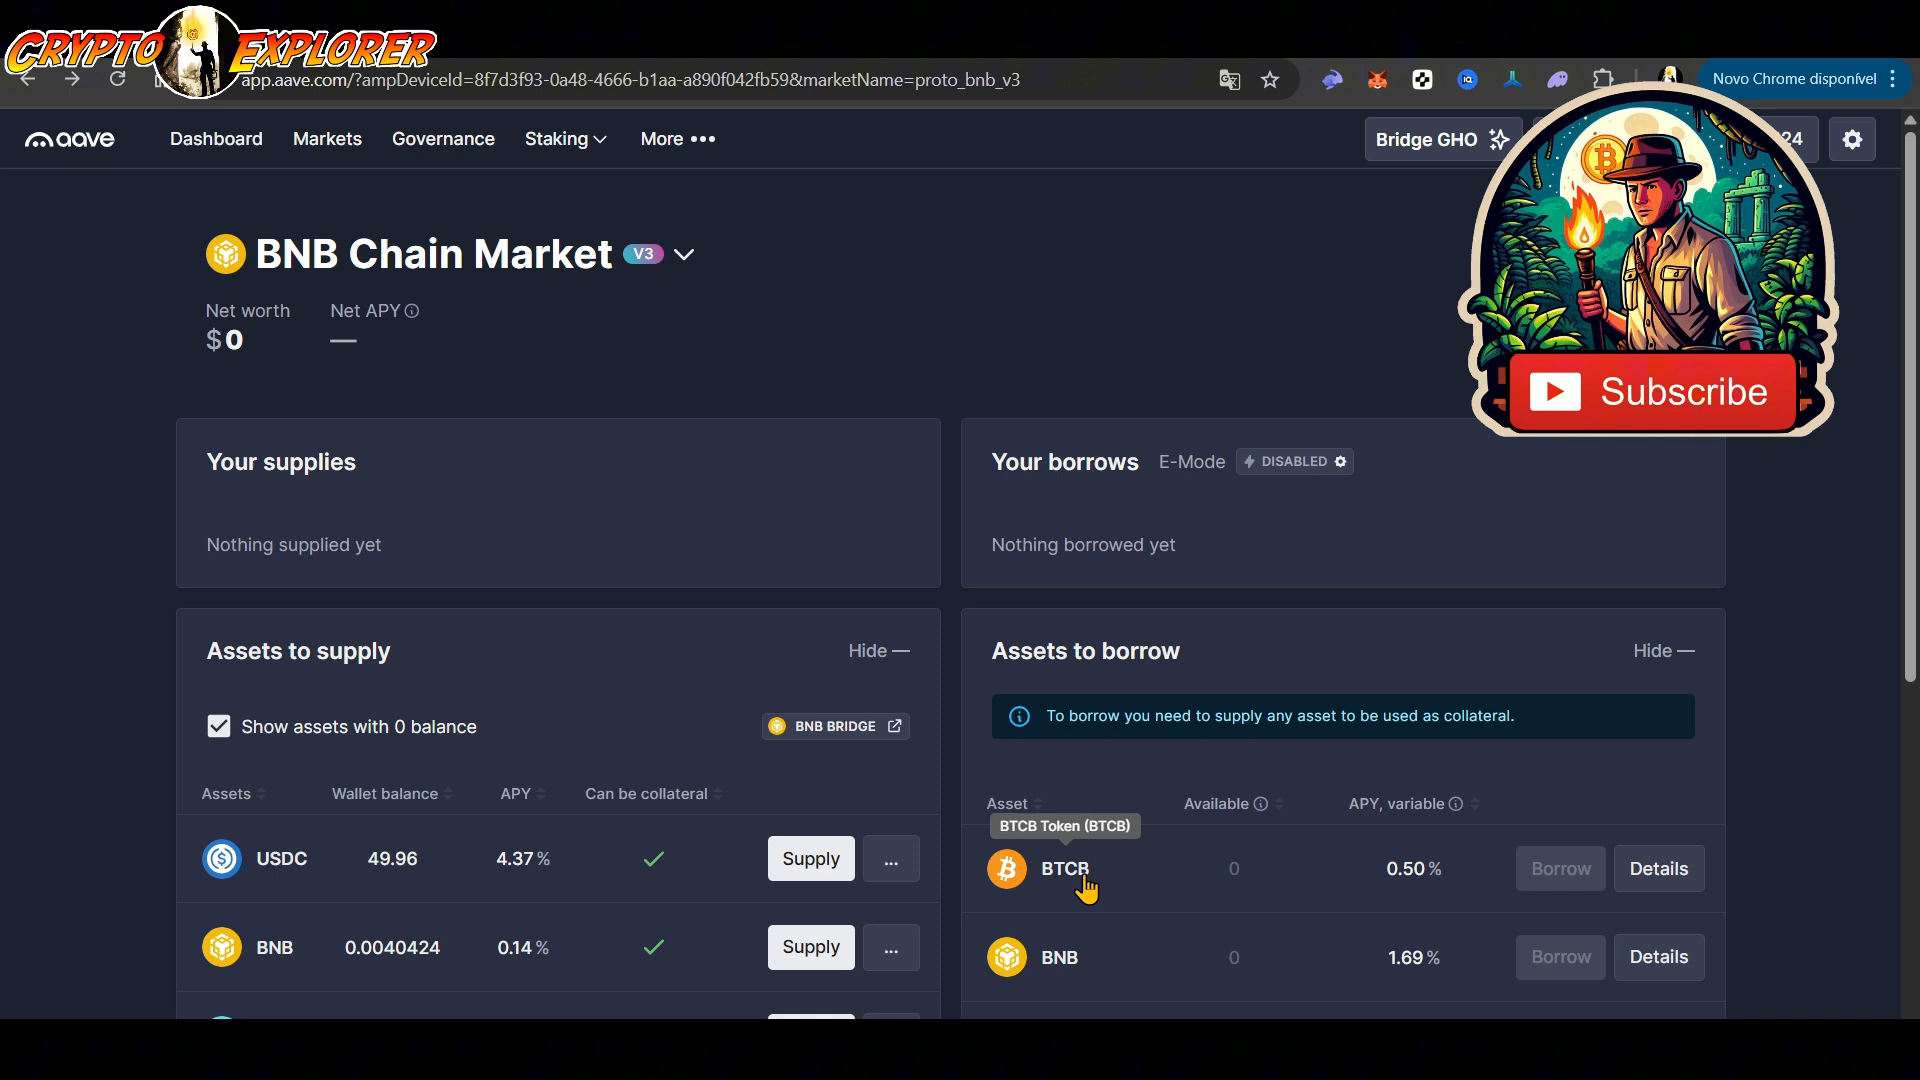 CRYPTO EXPLORER
app.aave.com/?ampDeviceId=8f7d3f93-0a48-4666-b1aa-a890f042fb59&marketName=proto_bnb_v3
Novo Chrome disponível
aave
Dashboard
Markets
Governance
Staking
More
Bridge GHO
24
BNB Chain Market V3
Net worth
Net APY
$0
—
Subscribe
Your supplies
Nothing supplied yet
Your borrows
E-Mode
DISABLED
Nothing borrowed yet
Assets to supply
Hide —
Show assets with 0 balance
BNB BRIDGE
Assets
Wallet balance
APY
Can be collateral
USDC
49.96
4.37 %
Supply
...
BNB
0.0040424
0.14 %
Supply
...
Assets to borrow
Hide —
To borrow you need to supply any asset to be used as collateral.
Asset
Available
APY, variable
BTCB Token (BTCB)
BTCB
0
0.50 %
Borrow
Details
BNB
0
1.69 %
Borrow
Details